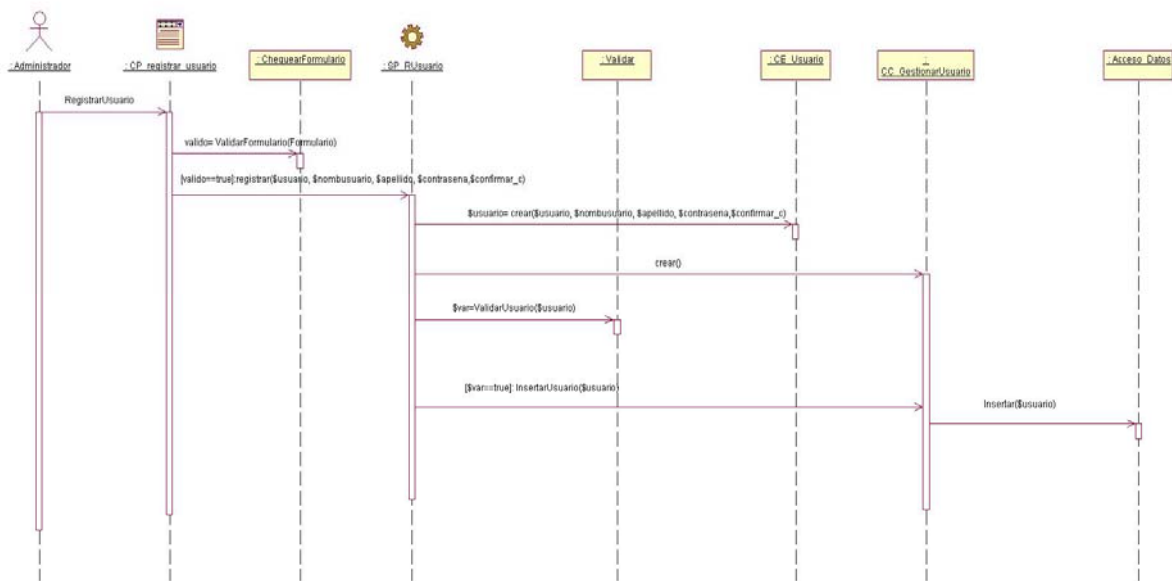 : Administrador
: CP_registrar_usuario
: ChequearFormulario
: SP_RUsuario
: Validar
: CE_Usuario
:
CC_GestionarUsuario
: Acceso_Datos
RegistrarUsuario
valido= ValidarFormulario(Formulario)
[valido==true]:registrar($usuario, $nombusuario, $apellido, $contrasena,$confirmar_c)
$usuario= crear($usuario, $nombusuario, $apellido, $contrasena,$confirmar_c)
crear()
$var=ValidarUsuario($usuario)
[$var==true]: InsertarUsuario($usuario)
Insertar($usuario)